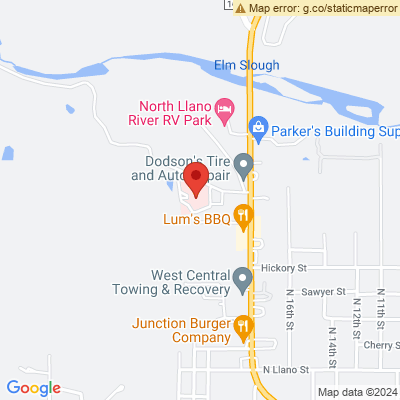 Map error: g.co/staticmaperror
Elm Slough
North Llano
River RV Park
Parker's Building Sup
Dodson's Tire
and Auto Repair
Lum's BBQ
Hickory St
West Central
Towing & Recovery
Sawyer St
N 16th St
N 14th St
N 12th St
N 11th St
Junction Burger
Company
Cherry S
N Llano St
Google
Map data ©2024